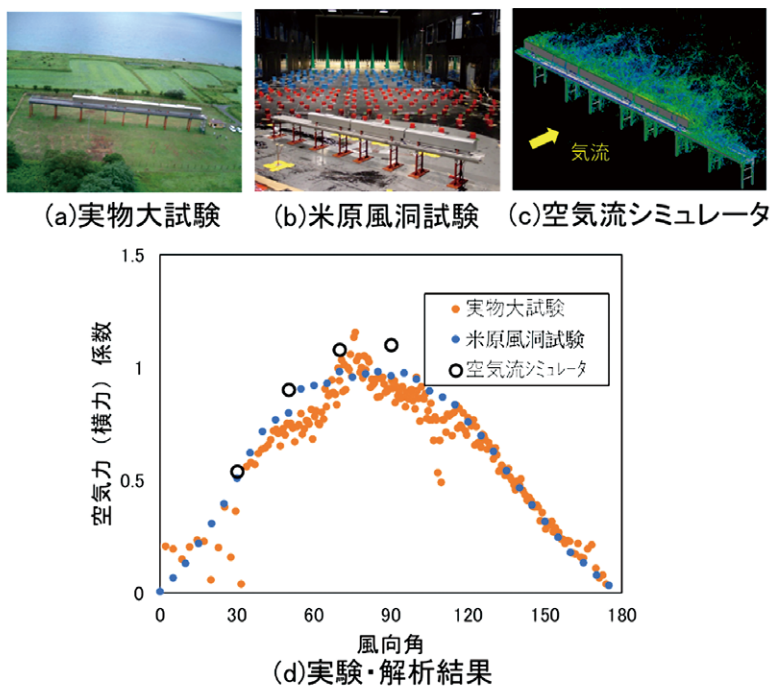 気流
(a)実物大試験
(b)米原風洞試験
(c)空気流シミュレータ
1.5
1
0.5
0
空気力（横力）係数
実物大試験
米原風洞試験
空気流ｼﾐｭﾚｰﾀ
0 30 60 90 120 150 180
風向角
(d)実験・解析結果